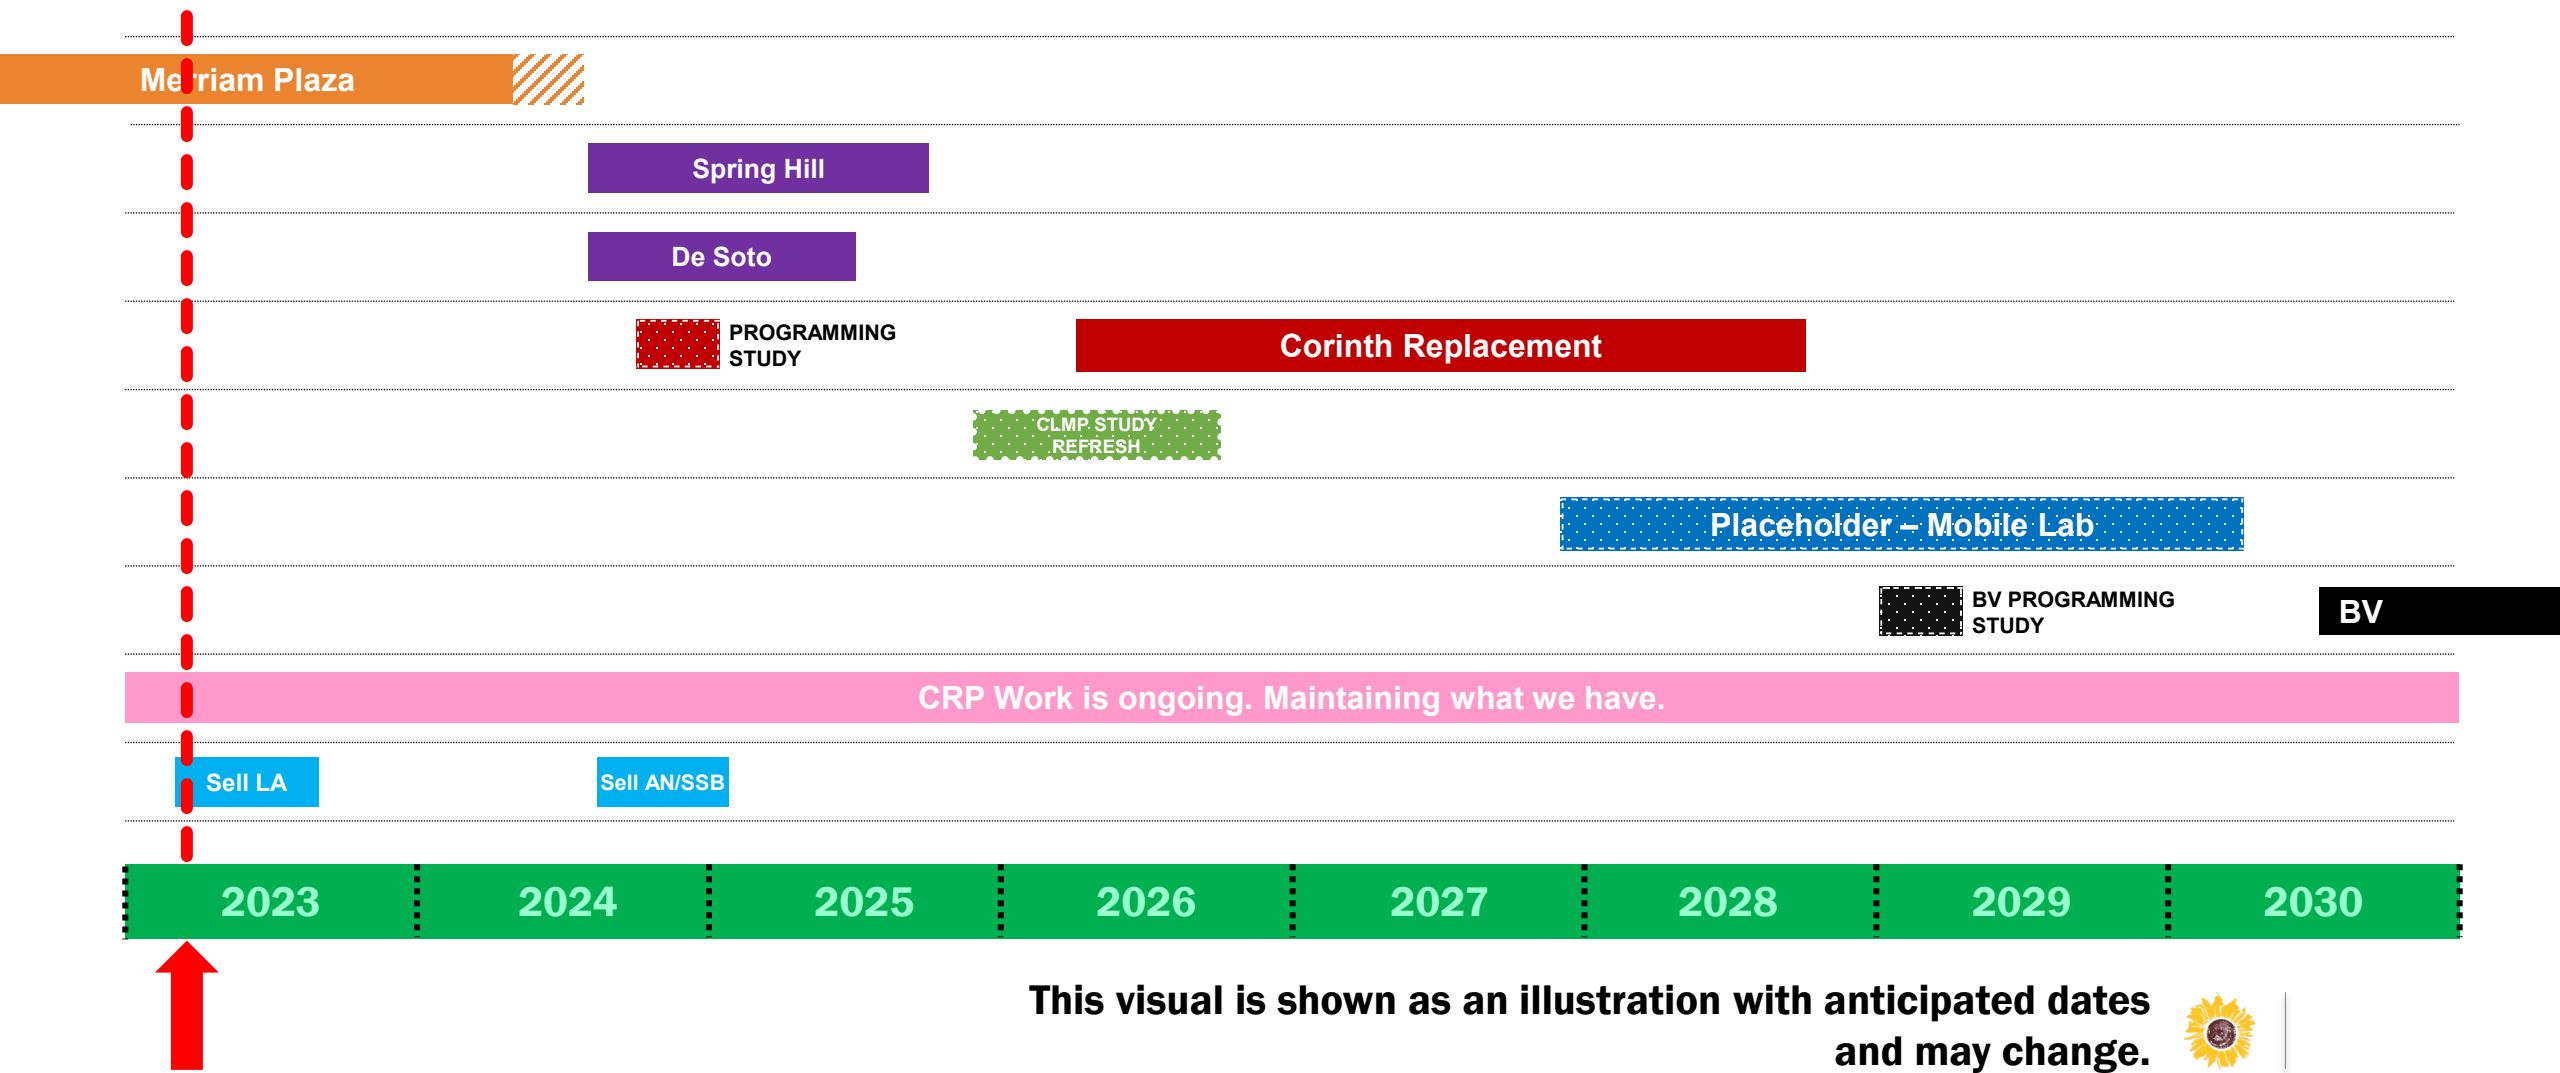 Merriam Plaza
Spring Hill
De Soto
PROGRAMMING
STUDY
Corinth Replacement
CLMP STUDY
REFRESH
Placeholder – Mobile Lab
BV PROGRAMMING
STUDY
BV
CRP Work is ongoing. Maintaining what we have.
Sell LA
Sell AN/SSB
2023
2024
2025
2026
2027
2028
2029
2030
This visual is shown as an illustration with anticipated dates
and may change.